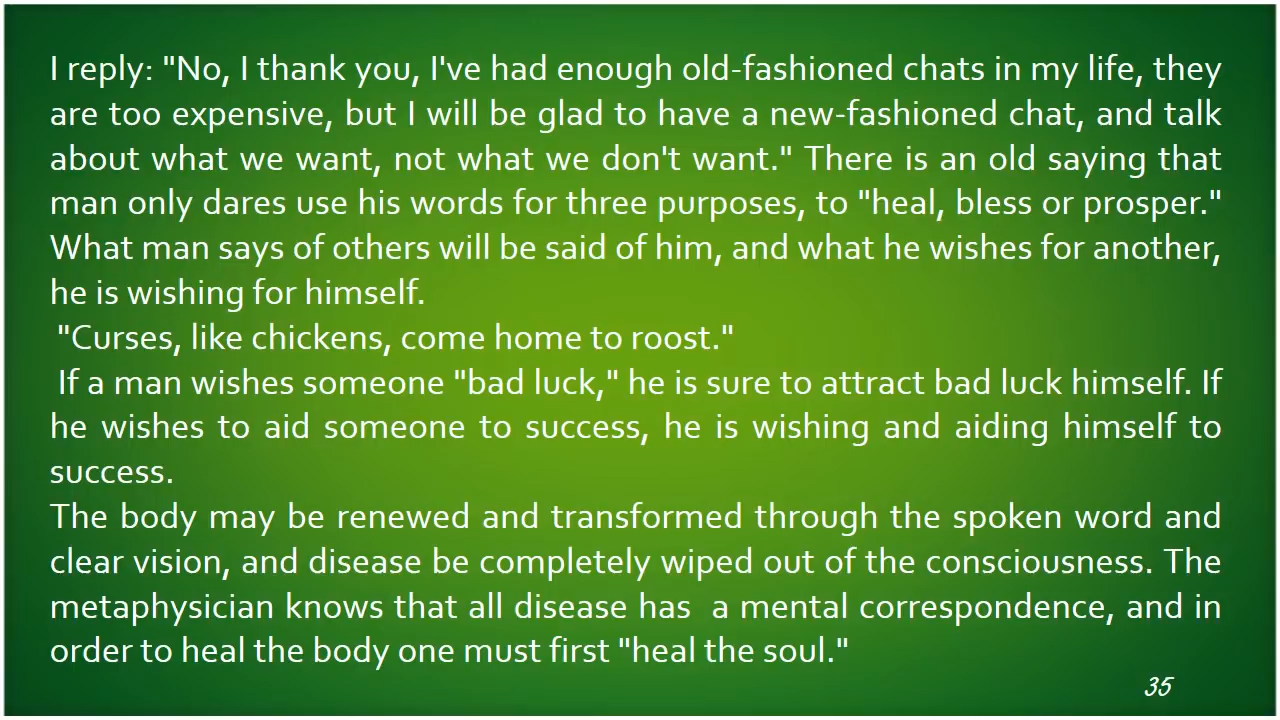 I reply: "No, I thank you, I've had enough old-fashioned chats in my life, they
are too expensive, but I will be glad to have a new-fashioned chat, and talk
about what we want, not what we don't want." There is an old saying that
man only dares use his words for three purposes, to "heal, bless or prosper."
What man says of others will be said of him, and what he wishes for another,
he is wishing for himself.
"Curses, like chickens, come home to roost."
If a man wishes someone "bad luck," he is sure to attract bad luck himself. If
he wishes to aid someone to success, he is wishing and aiding himself to
success.
The body may be renewed and transformed through the spoken word and
clear vision, and disease be completely wiped out of the consciousness. The
metaphysician knows that all disease has  a mental correspondence, and in
order to heal the body one must first "heal the soul."
35